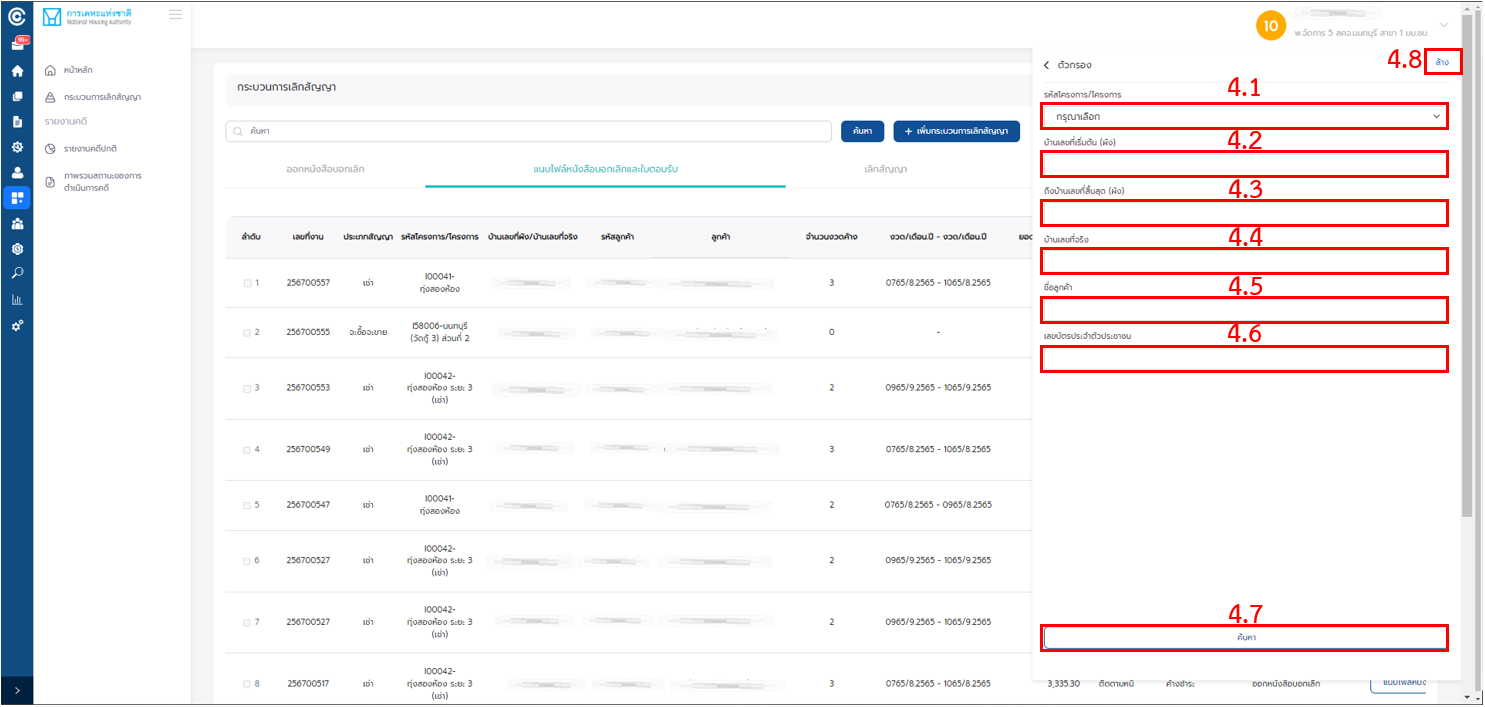 การเคหะแห่งชาติ
National Housing Authority
99+
10
พ.จัดการ 5 สคจ.นนทบุรี สาขา 1 มบ.ชน.
หน้าหลัก
กระบวนการเลิกสัญญา
รายงานคดี
รายงานคดีปกติ
ภาพรวมสถานะของการ
ดำเนินการคดี
กระบวนการเลิกสัญญา
ค้นหา
ค้นหา
+ เพิ่มกระบวนการเลิกสัญญา
ออกหนังสือบอกเลิก แนบไฟล์หนังสือบอกเลิกและใบตอบรับ เลิกสัญญา
ลำดับ เลขที่งาน ประเภทสัญญา รหัสโครงการ/โครงการ บ้านเลขที่ผัง/บ้านเลขที่จริง รหัสลูกค้า ลูกค้า จำนวนงวดค้าง งวด/เดือน.ปี - งวด/เดือน.ปี
1 256700557 เช่า I00041-
ทุ่งสองห้อง 3 0765/8.2565 - 1065/8.2565
2 256700555 จะซื้อจะขาย I58006-นนทบุรี
(วัดกู้ 3) ส่วนที่ 2 0 -
3 256700553 เช่า I00042-
ทุ่งสองห้อง ระยะ 3
(เช่า) 2 0965/9.2565 - 1065/9.2565
4 256700549 เช่า I00042-
ทุ่งสองห้อง ระยะ 3
(เช่า) 3 0765/8.2565 - 1065/8.2565
5 256700547 เช่า I00041-
ทุ่งสองห้อง 2 0765/8.2565 - 0965/8.2565
6 256700527 เช่า I00042-
ทุ่งสองห้อง ระยะ 3
(เช่า) 2 0965/9.2565 - 1065/9.2565
7 256700527 เช่า I00042-
ทุ่งสองห้อง ระยะ 3
(เช่า) 2 0965/9.2565 - 1065/9.2565
8 256700517 เช่า I00042-
ทุ่งสองห้อง ระยะ 3
(เช่า) 3 0765/8.2565 - 1065/8.2565 3,335.30 ติดตามหนี้ ค้างชำระ ออกหนังสือบอกเลิก
ตัวกรอง
4.8 ล้าง
รหัสโครงการ/โครงการ 4.1
กรุณาเลือก
บ้านเลขที่เริ่มต้น (ผัง) 4.2
ถึงบ้านเลขที่สิ้นสุด (ผัง) 4.3
บ้านเลขที่จริง 4.4
ชื่อลูกค้า 4.5
เลขบัตรประจำตัวประชาชน 4.6
4.7
ค้นหา